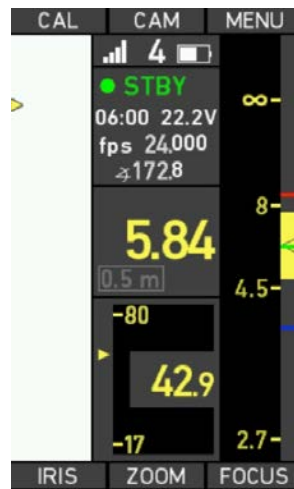 CAL CAM MENU
4
STBY
06:00 22.2V
fps 24,000
∡172.8
∞-
8-
5.84
0.5 m
4.5-
-80
42.9
-17
2.7-
IRIS ZOOM FOCUS